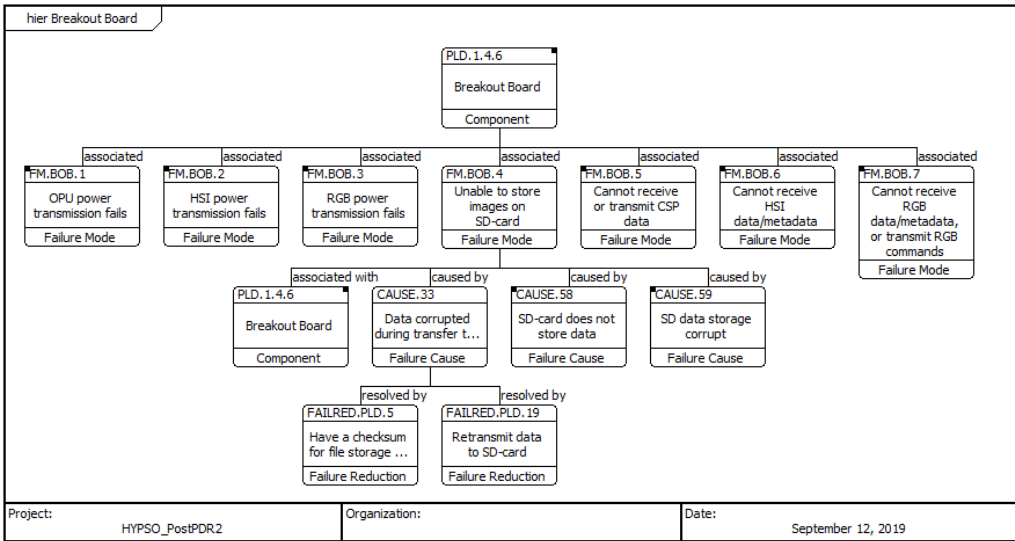 hier Breakout Board
PLD.1.4.6
Breakout Board
Component
associated
associated
associated
associated
associated
associated
associated
FM.BOB.1
OPU power
transmission fails
Failure Mode
FM.BOB.2
HSI power
transmission fails
Failure Mode
FM.BOB.3
RGB power
transmission fails
Failure Mode
FM.BOB.4
Unable to store
images on
SD-card
Failure Mode
FM.BOB.5
Cannot receive
or transmit CSP
data
Failure Mode
FM.BOB.6
Cannot receive
HSI
data/metadata
Failure Mode
FM.BOB.7
Cannot receive
RGB
data/metadata,
or transmit RGB
commands
Failure Mode
associated with
caused by
caused by
caused by
PLD.1.4.6
Breakout Board
Component
CAUSE.33
Data corrupted
during transfer t...
Failure Cause
CAUSE.58
SD-card does not
store data
Failure Cause
CAUSE.59
SD data storage
corrupt
Failure Cause
resolved by
resolved by
FAILRED.PLD.5
Have a checksum
for file storage ...
Failure Reduction
FAILRED.PLD.19
Retransmit data
to SD-card
Failure Reduction
Project:
HYPSO_PostPDR2
Organization:
Date:
September 12, 2019